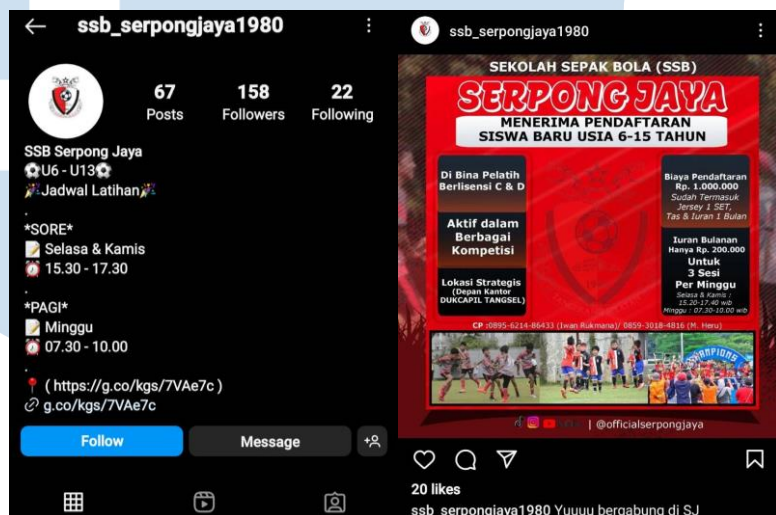 ssb_serpongjaya1980
67
Posts
158
Followers
22
Following
SSB Serpong Jaya
⚽U6 - U13⚽
🎉Jadwal Latihan🎉
.
*SORE*
📝 Selasa & Kamis
⏰ 15.30 - 17.30
.
*PAGI*
📝 Minggu
⏰ 07.30 - 10.00
.
📍 ( https://g.co/kgs/7VAe7c )
g.co/kgs/7VAe7c
Follow
Message
ssb_serpongjaya1980
SEKOLAH SEPAK BOLA (SSB)
SERPONG JAYA
MENERIMA PENDAFTARAN
SISWA BARU USIA 6-15 TAHUN
Di Bina Pelatih
Berlisensi C & D
Aktif dalam
Berbagai
Kompetisi
Lokasi Strategis
(Depan Kantor
DUKCAPIL TANGSEL)
Biaya Pendaftaran
Rp. 1.000.000
Sudah Termasuk
Jersey 1 SET,
Tas & Iuran 1 Bulan
Iuran Bulanan
Hanya Rp. 200.000
Untuk
3 Sesi
Per Minggu
Selasa & Kamis :
15.20-17.40 wib
Minggu : 07.30-10.00 wib
CP :0895-6214-86433 (Iwan Rukmana)/ 0859-3018-4816 (M. Heru)
CHAMPIONS
| @officialserpongjaya
20 likes
ssb_serpongjaya1980 Yuuuu bergabung di SJ